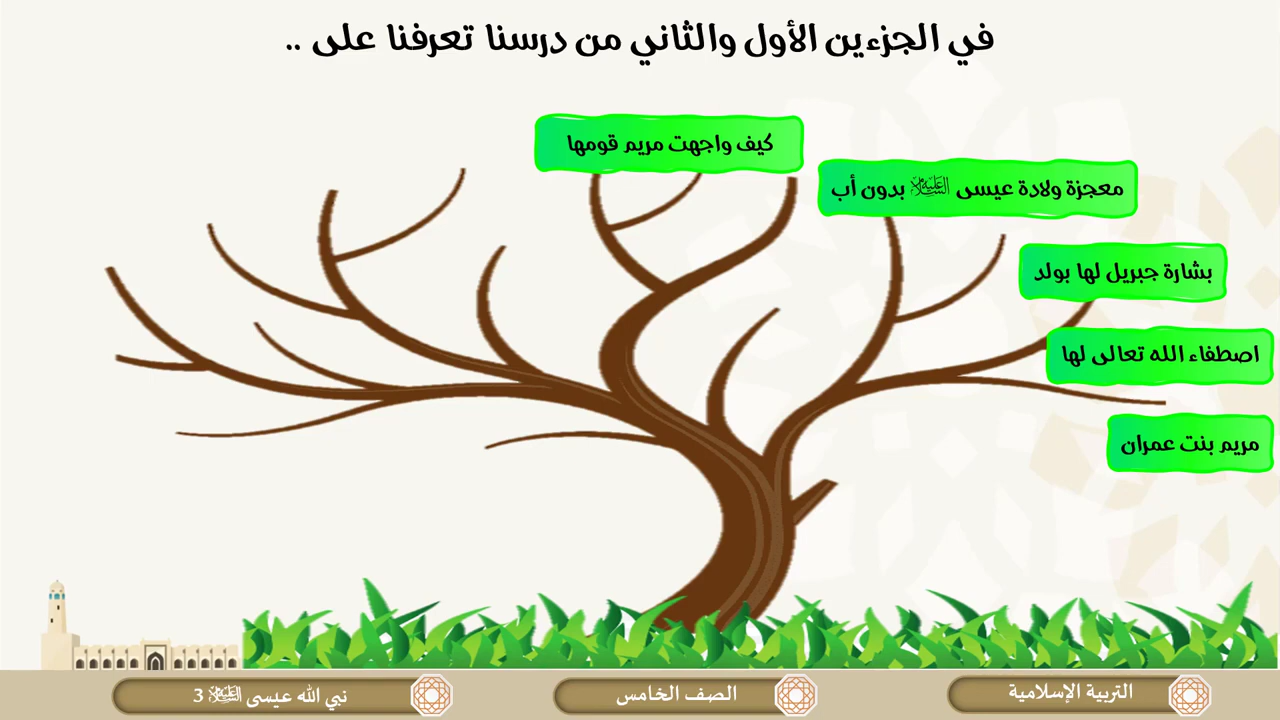 في الجزءين الأول والثاني من درسنا تعرفنا على ..
كيف واجهت مريم قومها
معجزة ولادة عيسى عليه السلام بدون أب
بشارة جبريل لها بولد
اصطفاء الله تعالى لها
مريم بنت عمران
التربية الإسلامية
الصف الخامس
نبي الله عيسى عليه السلام 3